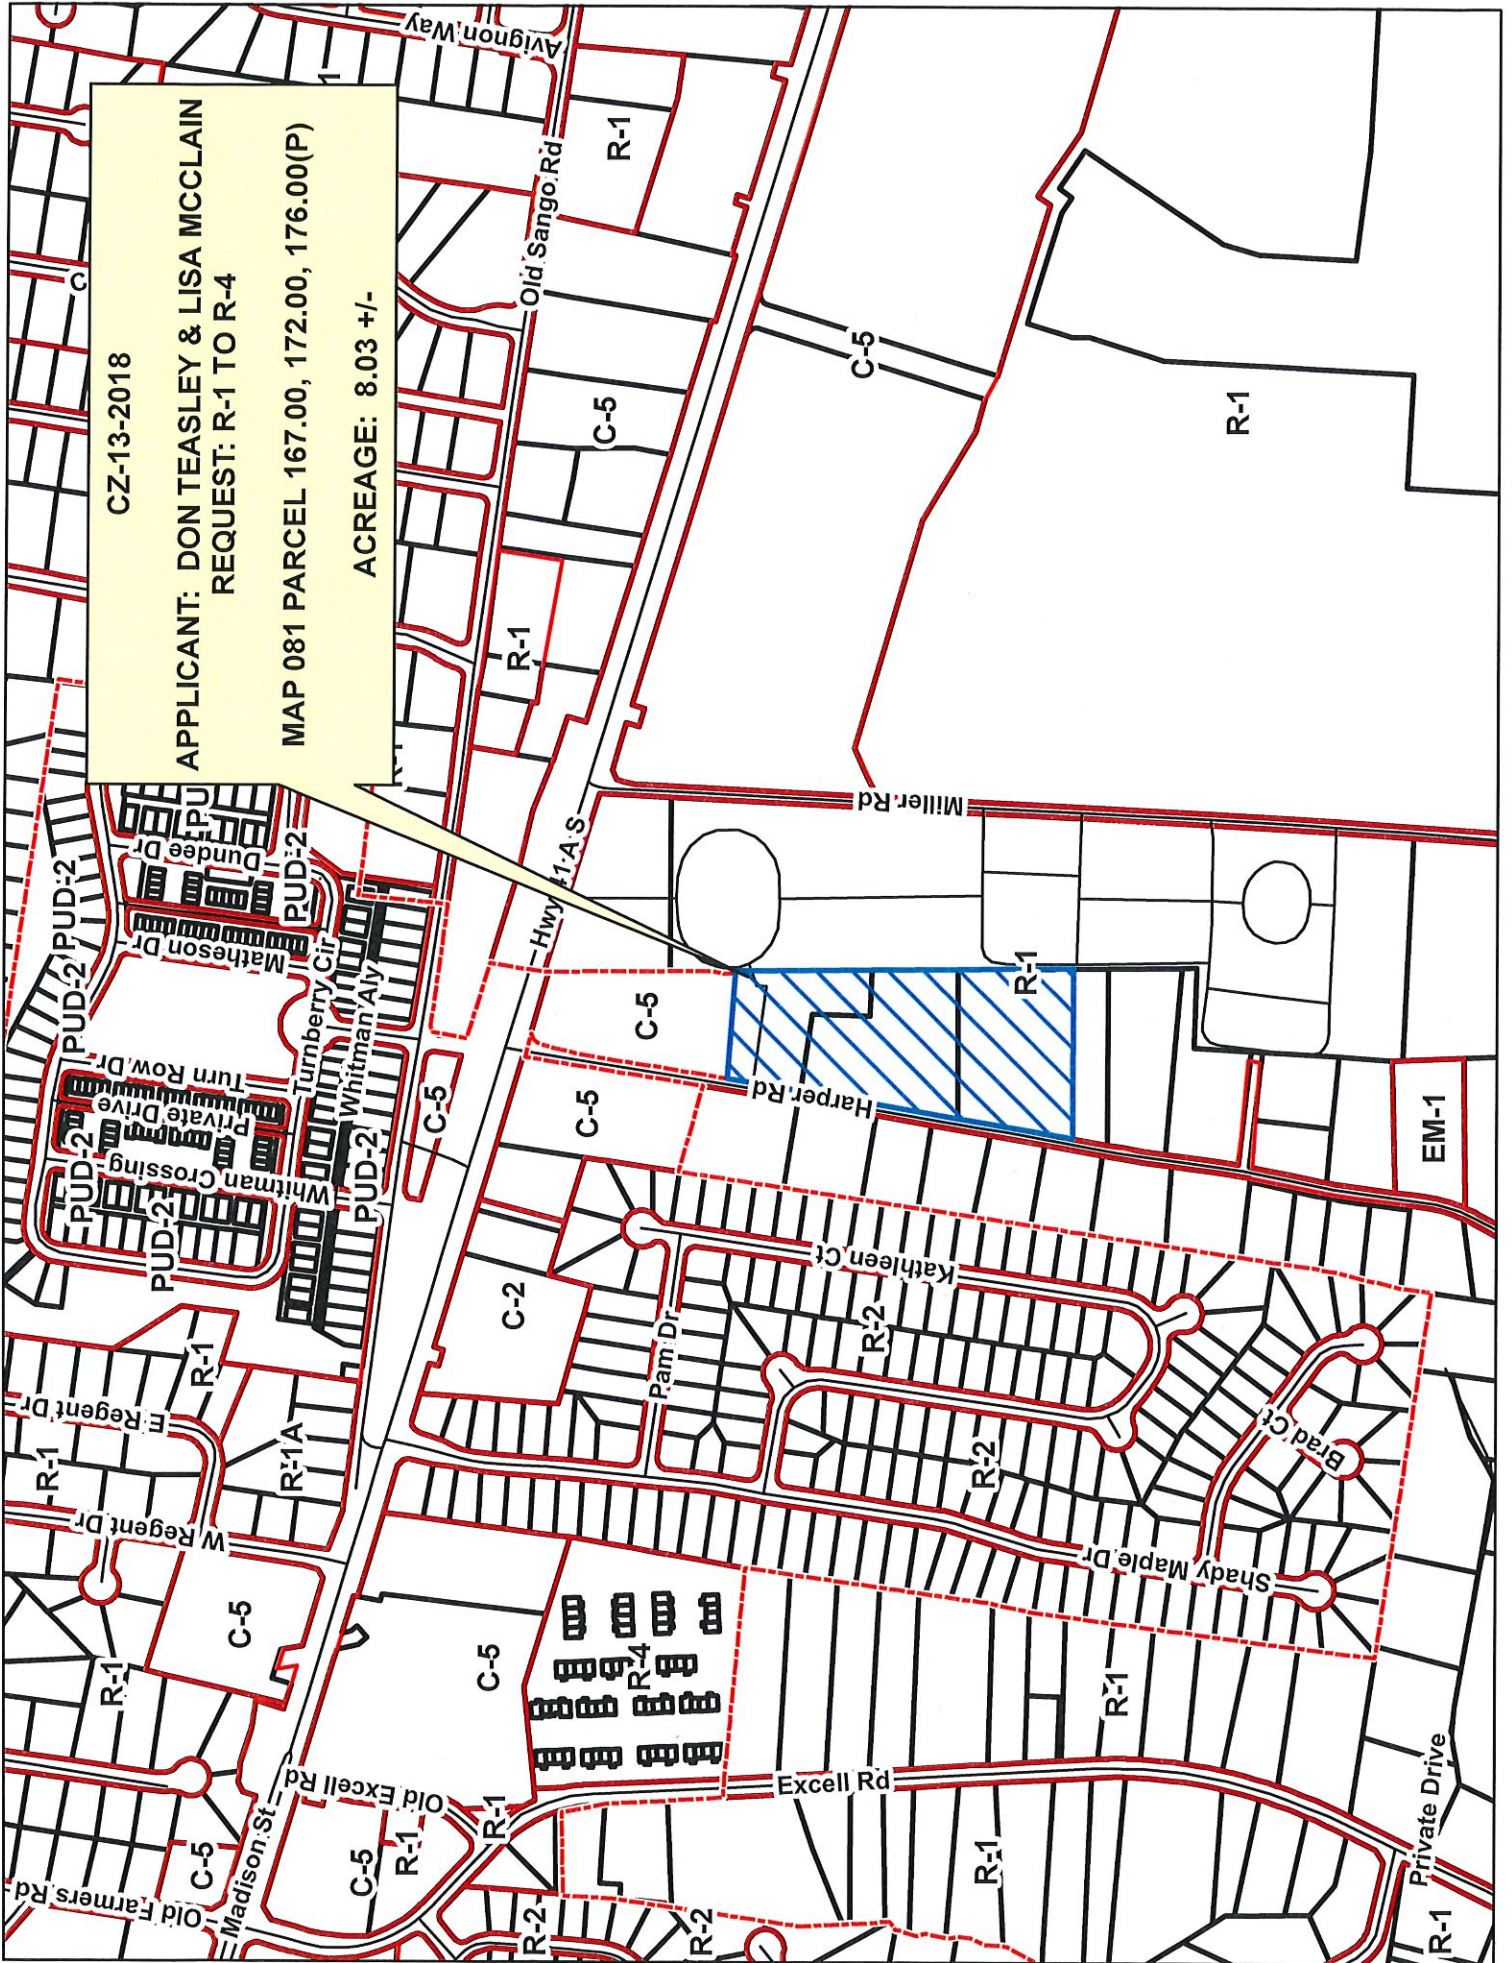 CZ-13-2018
APPLICANT: DON TEASLEY & LISA MCCLAIN
REQUEST: R-1 TO R-4
MAP 081 PARCEL 167.00, 172.00, 176.00(P)
ACREAGE: 8.03 +/-
Old Farmers Rd
C-5
Madison St
R-1
W Regent Dr
R-1
E Regent Dr
R-1
C-5
R-1A
PUD-2
PUD-2
PUD-2
PUD-2
PUD-2
PUD-2
Whitman Crossing
Private Drive
Turn Row Dr
Matheson Dr
Dundee Dr
Turnberry Cir
Whitman Aly
PU
R-1
C
1
Avignon Way
Old Sango Rd
R-1
C-5
R-1
C-5
Hwy 41 A S
C-5
R-1
Miller Rd
C-5
C-5
Harper Rd
R-1
C-2
Pam Dr
Kathleen Ct
R-2
R-2
Brad Ct
Shady Maple Dr
EM-1
C-5
R-4
R-1
Old Excell Rd
C-5
R-1
R-1
Excell Rd
R-1
R-2
R-2
Private Drive
R-1